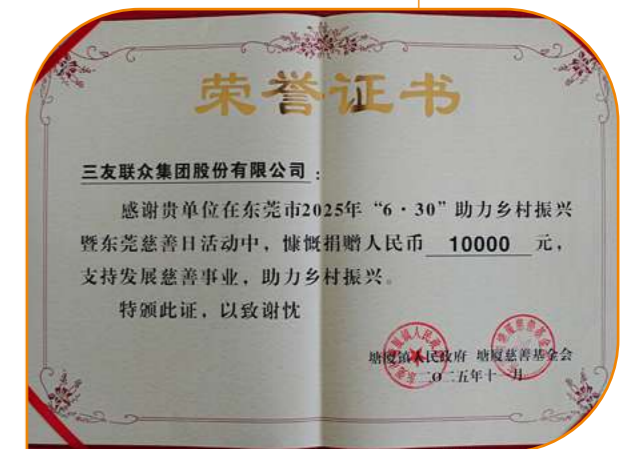 荣誉证书
三友联众集团股份有限公司：
感谢贵单位在东莞市2025年“6·30”助力乡村振兴
暨东莞慈善日活动中，慷慨捐赠人民币 10000 元，
支持发展慈善事业，助力乡村振兴。
特颁此证，以致谢忱
塘厦镇人民政府 塘厦慈善基金会
二〇二五年十一月